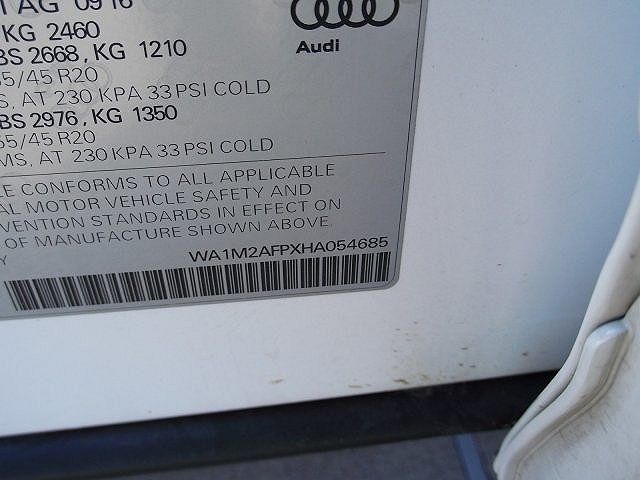 AG 09 16
KG 2460
BS 2668, KG 1210
5/45 R20
S, AT 230 KPA 33 PSI COLD
BS 2976, KG 1350
55/45 R20
MS, AT 230 KPA 33 PSI COLD
LE CONFORMS TO ALL APPLICABLE
AL MOTOR VEHICLE SAFETY AND
VENTION STANDARDS IN EFFECT ON
OF MANUFACTURE SHOWN ABOVE
Y
WA1M2AFPXHA054685
Audi